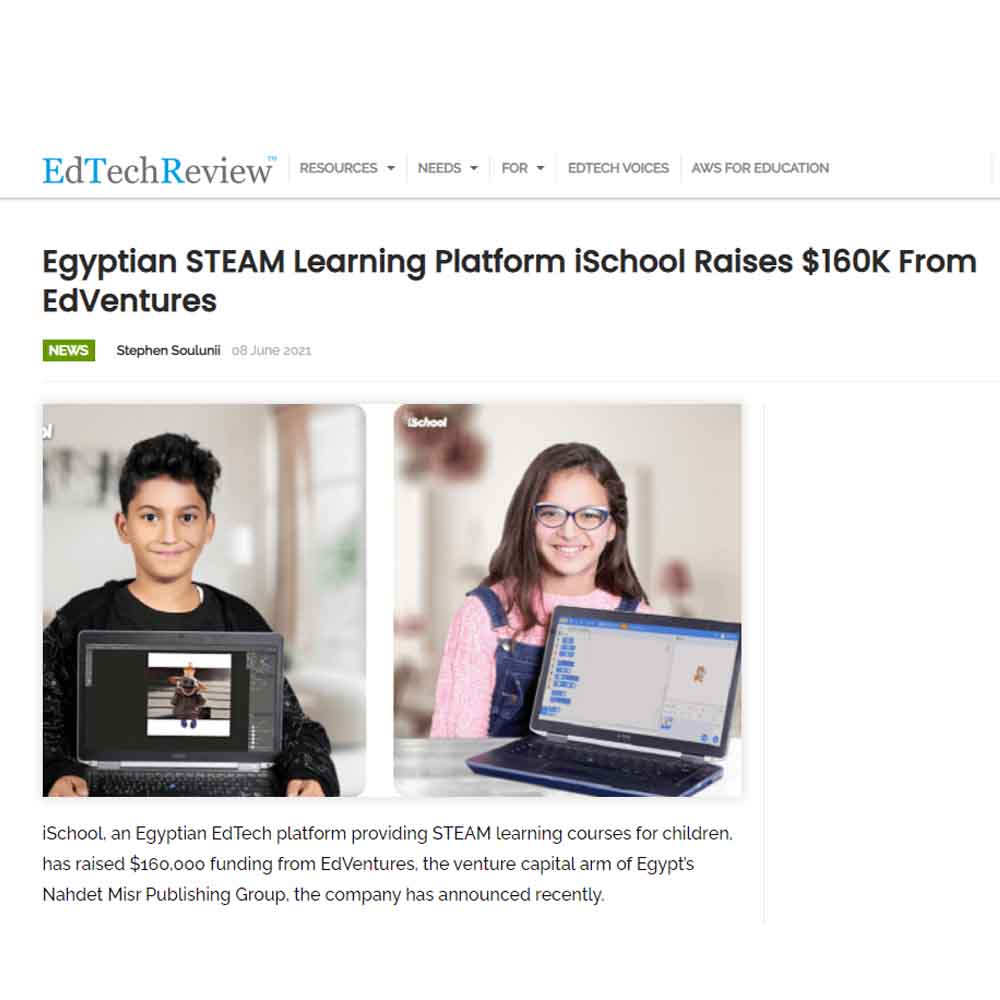 EdTechReview™
RESOURCES
NEEDS
FOR
EDTECH VOICES
AWS FOR EDUCATION
Egyptian STEAM Learning Platform iSchool Raises $160K From
EdVentures
NEWS Stephen Soulunii 08 June 2021
iSchool
iSchool, an Egyptian EdTech platform providing STEAM learning courses for children,
has raised $160,000 funding from EdVentures, the venture capital arm of Egypt's
Nahdet Misr Publishing Group, the company has announced recently.